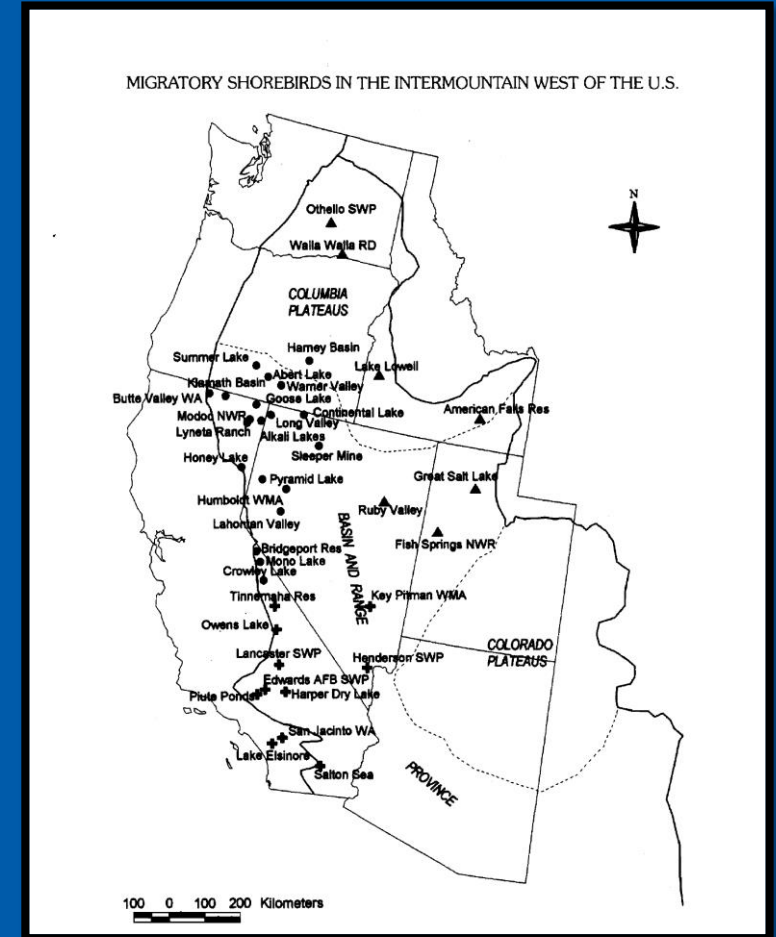 MIGRATORY SHOREBIRDS IN THE INTERMOUNTAIN WEST OF THE U.S.
N
Othello SWP
Walla Walla RD
COLUMBIA
PLATEAUS
Harney Basin
Summer Lake
Abert Lake
Lake Lowell
Klamath Basin
Warner Valley
Butte Valley WA
Goose Lake
American Falls Res
Modoc NWR
Continental Lake
Long Valley
Lyneta Ranch
Alkali Lakes
Sleeper Mine
Honey Lake
Great Salt Lake
Pyramid Lake
Humboldt WMA
Ruby Valley
Lahontan Valley
BASIN AND RANGE
Fish Springs NWR
Bridgeport Res
Mono Lake
Crowley Lake
Tinnemaha Res
Key Pitman WMA
Owens Lake
COLORADO
PLATEAUS
Lancaster SWP
Henderson SWP
Edwards AFB SWP
Piute Ponds
Harper Dry Lake
San Jacinto WA
Lake Elsinore
Salton Sea
PROVINCE
100 0 100 200 Kilometers